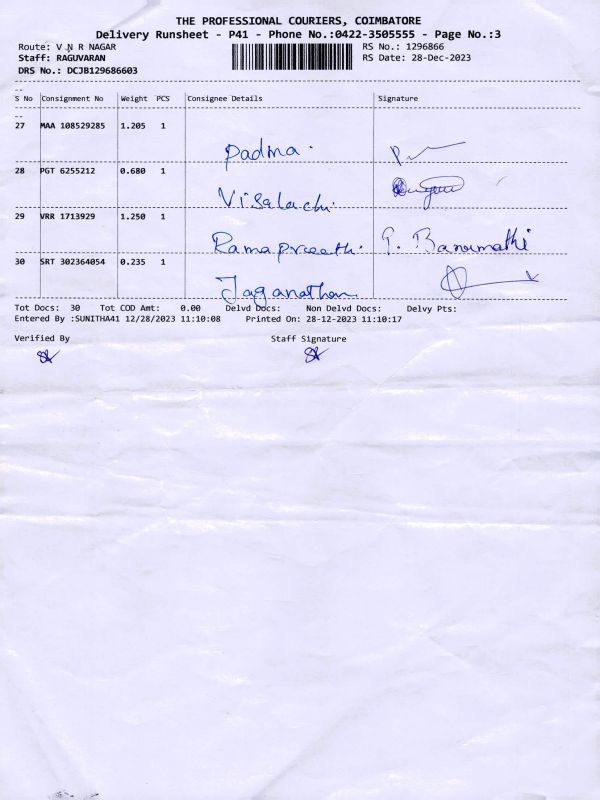 THE PROFESSIONAL COURIERS, COIMBATORE
Delivery Runsheet - P41 - Phone No.:0422-3505555 - Page No.:3
Route: V N R NAGAR RS No.: 1296866
Staff: RAGUVARAN RS Date: 28-Dec-2023
DRS No.: DCJB129686603
S No Consignment No Weight PCS Consignee Details Signature
27 MAA 108529285 1.205 1
Padma.
28 PGT 6255212 0.680 1
Visalachi
29 VRR 1713929 1.250 1
Ramapreeth. P. Banumathi
30 SRT 302364054 0.235 1
Jaganathan
Tot Docs: 30 Tot COD Amt: 0.00 Delvd Docs: Non Delvd Docs: Delvy Pts:
Entered By :SUNITHA41 12/28/2023 11:10:08 Printed On: 28-12-2023 11:10:17
Verified By Staff Signature